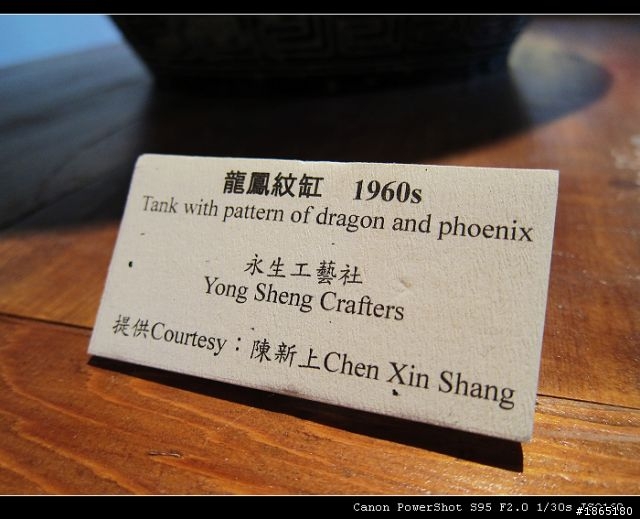 龍鳳紋缸 1960s
Tank with pattern of dragon and phoenix
永生工藝社
Yong Sheng Crafters
提供Courtesy：陳新上Chen Xin Shang
Canon PowerShot S95 F2.0 1/30s
#1865180